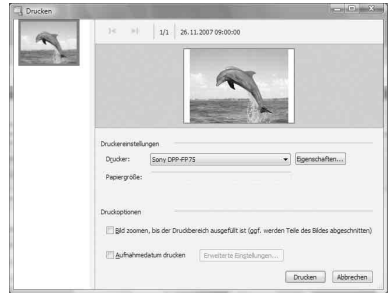 Drucken
1/1 26.11.2007 09:00:00
Druckereinstellungen
Drucker: Sony DPP-FP75 Eigenschaften...
Papiergröße:
Druckoptionen
Bild zoomen, bis der Druckbereich ausgefüllt ist (ggf. werden Teile des Bildes abgeschnitten)
Aufnahmedatum drucken Erweiterte Einstellungen...
Drucken Abbrechen